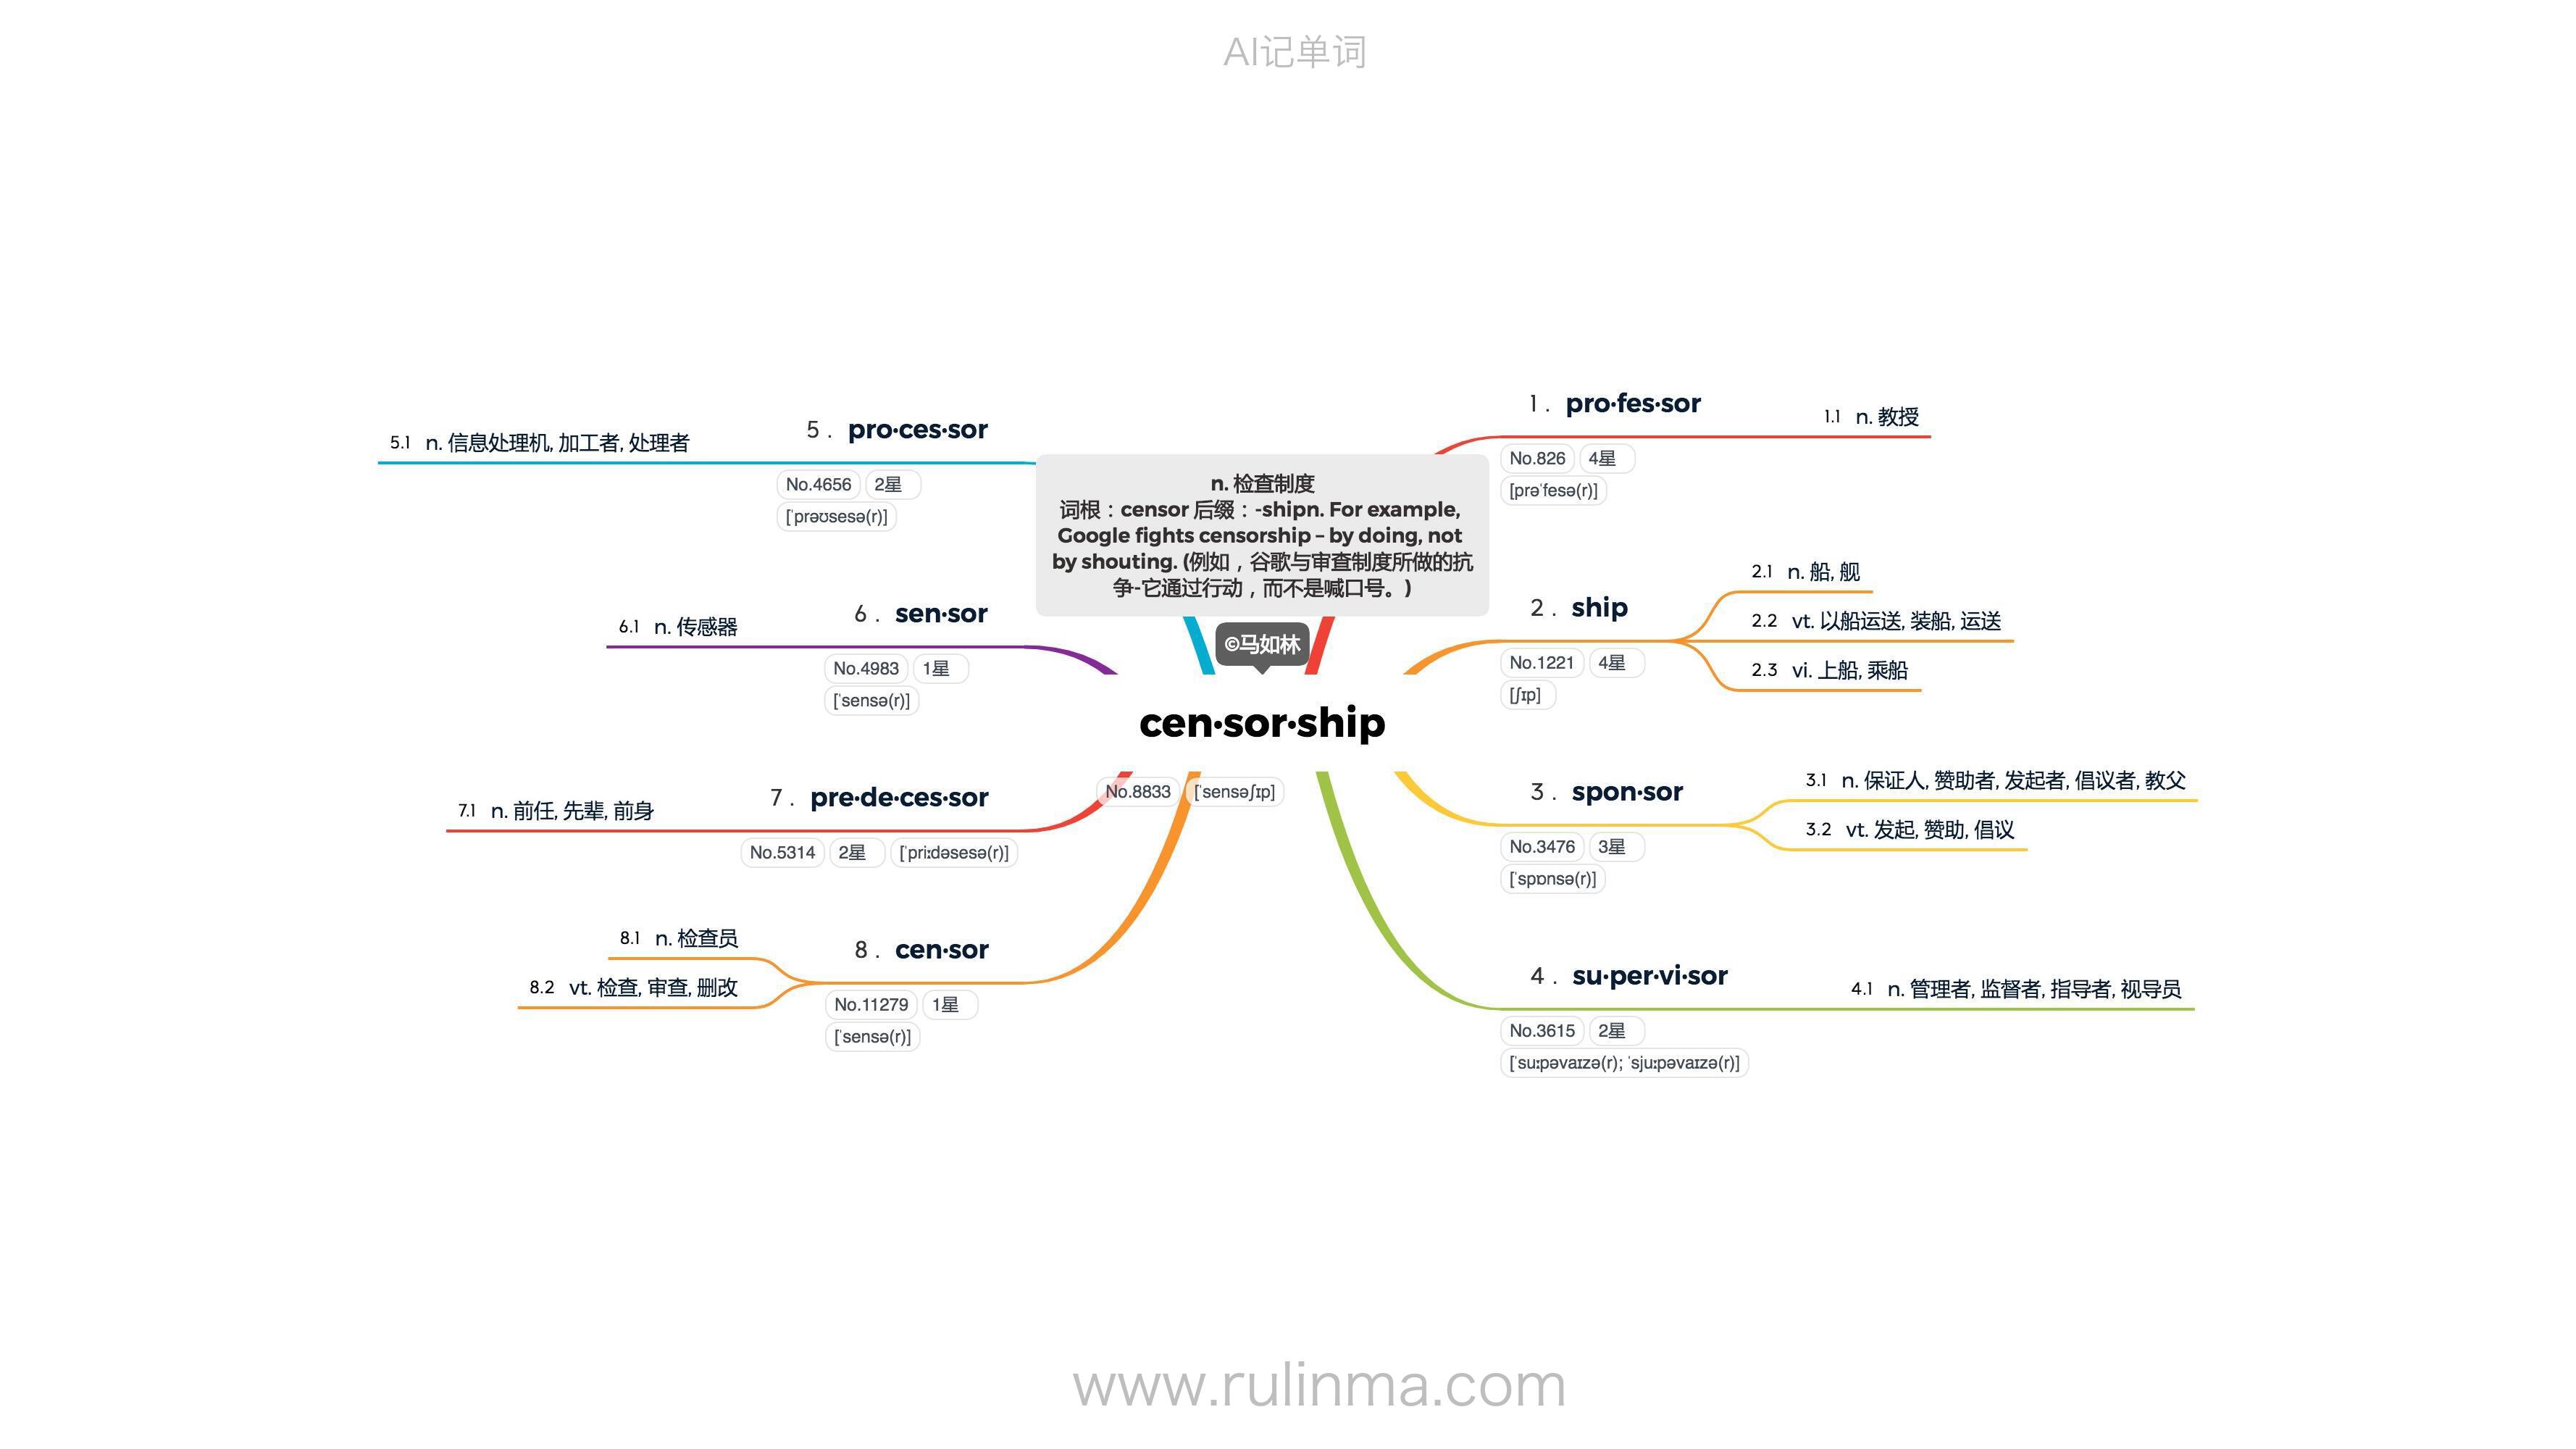 AI记单词
n. 检查制度
词根：censor 后缀：-shipn. For example,
Google fights censorship – by doing, not
by shouting. (例如，谷歌与审查制度所做的抗
争-它通过行动，而不是喊口号。)
©马如林
cen·sor·ship
No.8833 [ˈsensəʃɪp]
1. pro·fes·sor
No.826 4星
[prəˈfesə(r)]
1.1 n. 教授
2. ship
No.1221 4星
[ʃɪp]
2.1 n. 船, 舰
2.2 vt. 以船运送, 装船, 运送
2.3 vi. 上船, 乘船
3. spon·sor
No.3476 3星
[ˈspɒnsə(r)]
3.1 n. 保证人, 赞助者, 发起者, 倡议者, 教父
3.2 vt. 发起, 赞助, 倡议
4. su·per·vi·sor
No.3615 2星
[ˈsuːpəvaɪzə(r); ˈsjuːpəvaɪzə(r)]
4.1 n. 管理者, 监督者, 指导者, 视导员
5. pro·ces·sor
No.4656 2星
[ˈprəʊsesə(r)]
5.1 n. 信息处理机, 加工者, 处理者
6. sen·sor
No.4983 1星
[ˈsensə(r)]
6.1 n. 传感器
7. pre·de·ces·sor
No.5314 2星 [ˈpriːdəsesə(r)]
7.1 n. 前任, 先辈, 前身
8. cen·sor
No.11279 1星
[ˈsensə(r)]
8.1 n. 检查员
8.2 vt. 检查, 审查, 删改
www.rulinma.com